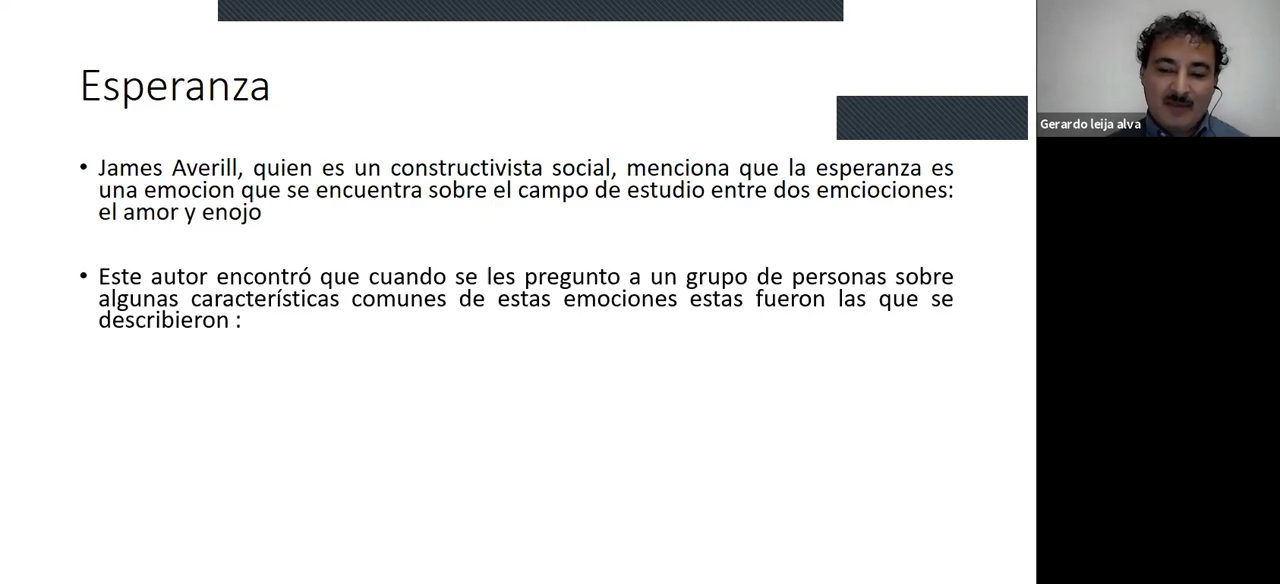 Esperanza
• James Averill, quien es un constructivista social, menciona que la esperanza es
una emocion que se encuentra sobre el campo de estudio entre dos emciociones:
el amor y enojo
• Este autor encontró que cuando se les pregunto a un grupo de personas sobre
algunas características comunes de estas emociones estas fueron las que se
describieron :
Gerardo leija alva